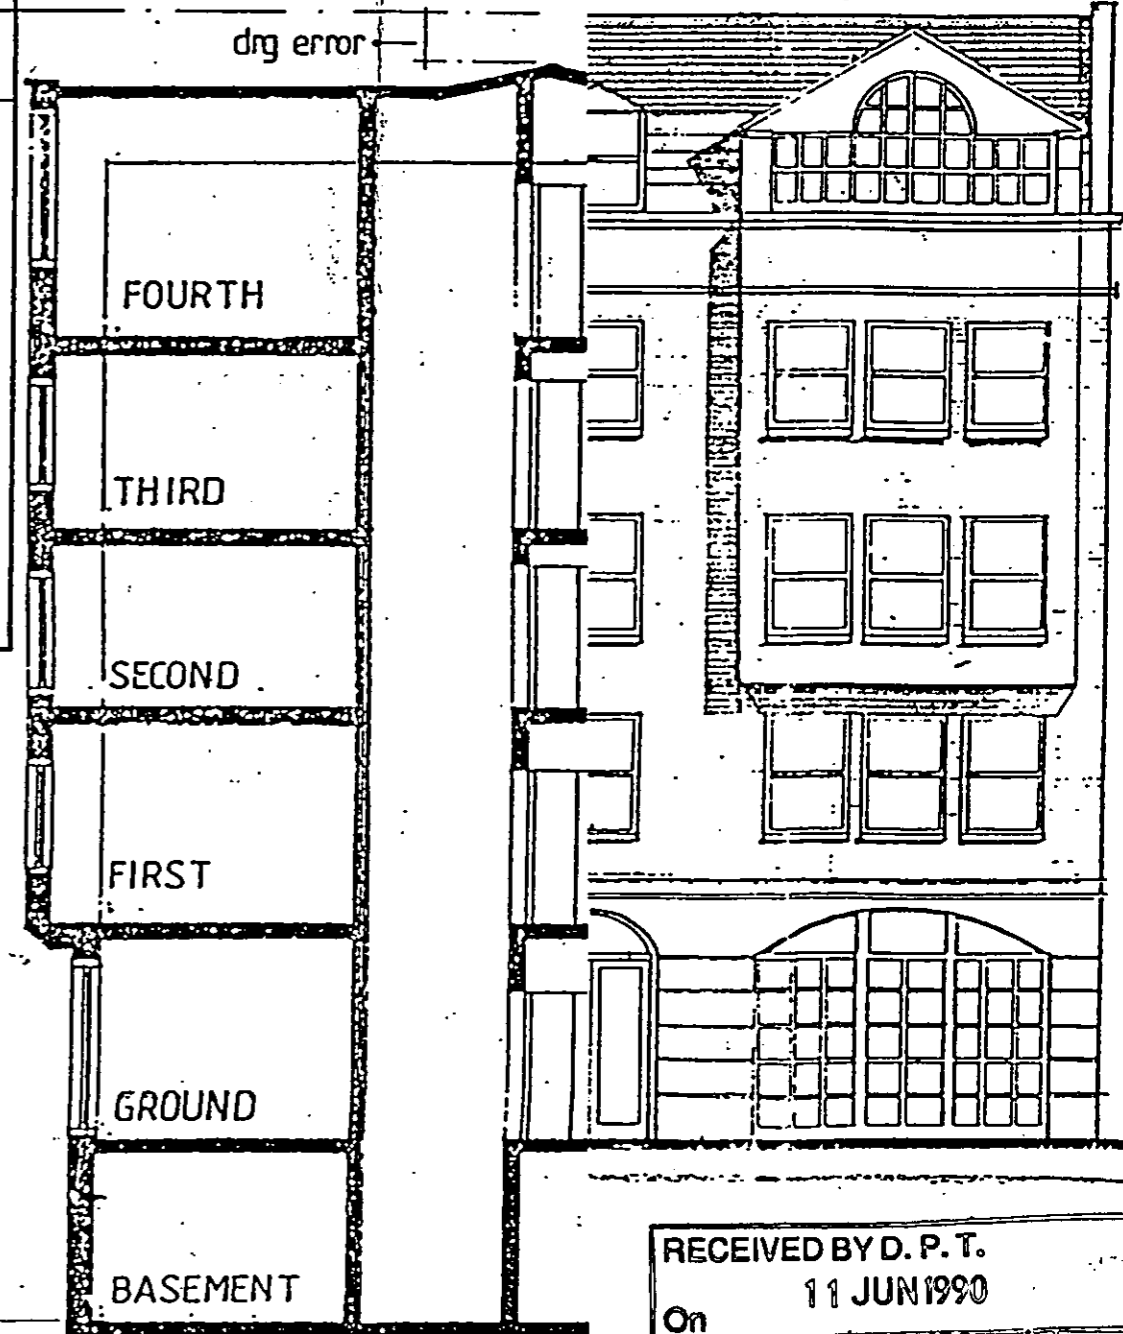 drg error
FOURTH
THIRD
SECOND
FIRST
GROUND
BASEMENT
RECEIVED BY D. P. T.
11 JUN 1990
On